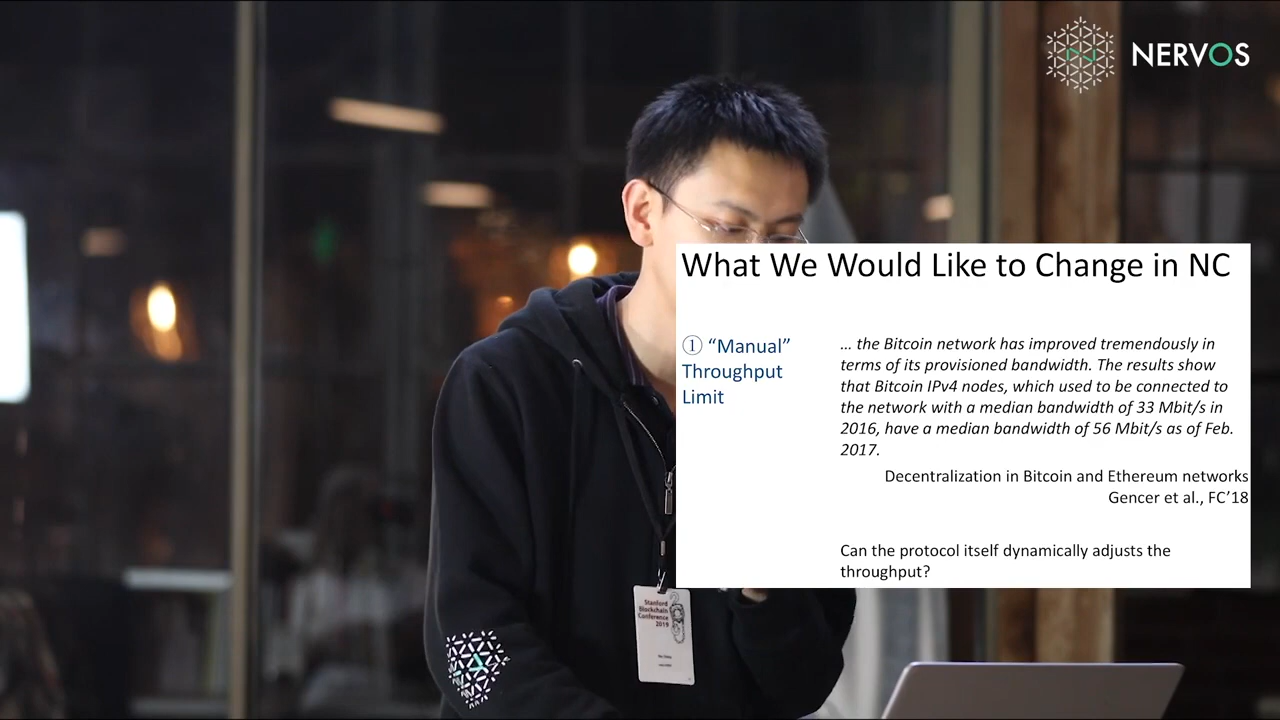 NERVOS
What We Would Like to Change in NC
① “Manual”
Throughput
Limit
... the Bitcoin network has improved tremendously in
terms of its provisioned bandwidth. The results show
that Bitcoin IPv4 nodes, which used to be connected to
the network with a median bandwidth of 33 Mbit/s in
2016, have a median bandwidth of 56 Mbit/s as of Feb.
2017.
Decentralization in Bitcoin and Ethereum networks
Gencer et al., FC’18
Can the protocol itself dynamically adjusts the
throughput?
Stanford
Blockchain
Conference
2019